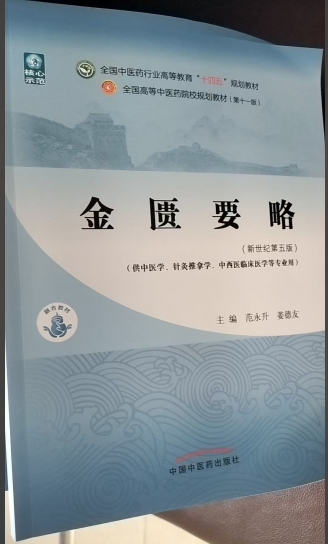 核心
示范
全国中医药行业高等教育“十四五”规划教材
全国高等中医药院校规划教材(第十一版)
金匮要略
(新世纪第五版)
(供中医学、针灸推拿学、中西医临床医学等专业用)
融合教材
主编 范永升 姜德友
中国中医药出版社